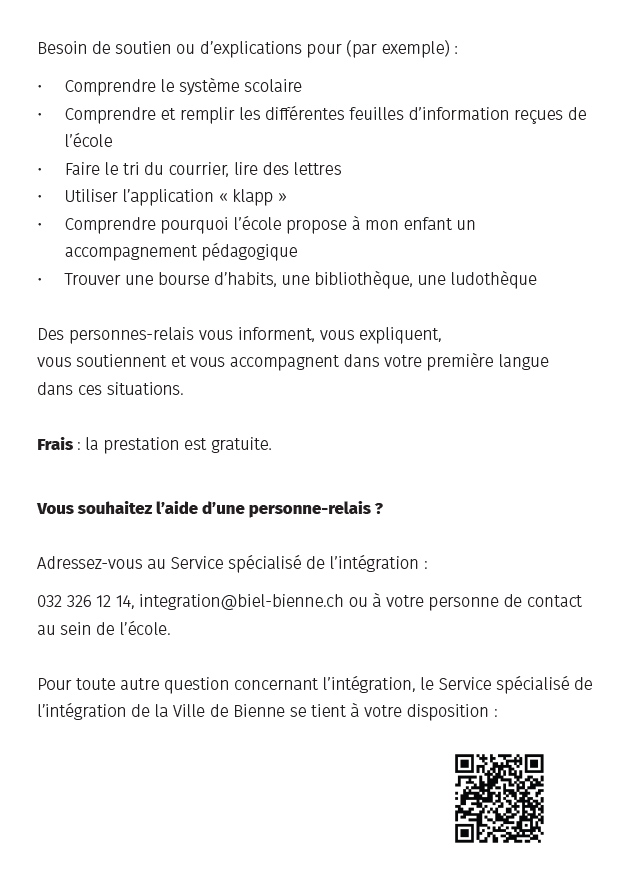 Besoin de soutien ou d’explications pour (par exemple) :
· Comprendre le système scolaire
· Comprendre et remplir les différentes feuilles d’information reçues de
l’école
· Faire le tri du courrier, lire des lettres
· Utiliser l’application « klapp »
· Comprendre pourquoi l’école propose à mon enfant un
accompagnement pédagogique
· Trouver une bourse d’habits, une bibliothèque, une ludothèque
Des personnes-relais vous informent, vous expliquent,
vous soutiennent et vous accompagnent dans votre première langue
dans ces situations.
Frais : la prestation est gratuite.
Vous souhaitez l’aide d’une personne-relais ?
Adressez-vous au Service spécialisé de l’intégration :
032 326 12 14, integration@biel-bienne.ch ou à votre personne de contact
au sein de l’école.
Pour toute autre question concernant l’intégration, le Service spécialisé de
l’intégration de la Ville de Bienne se tient à votre disposition :